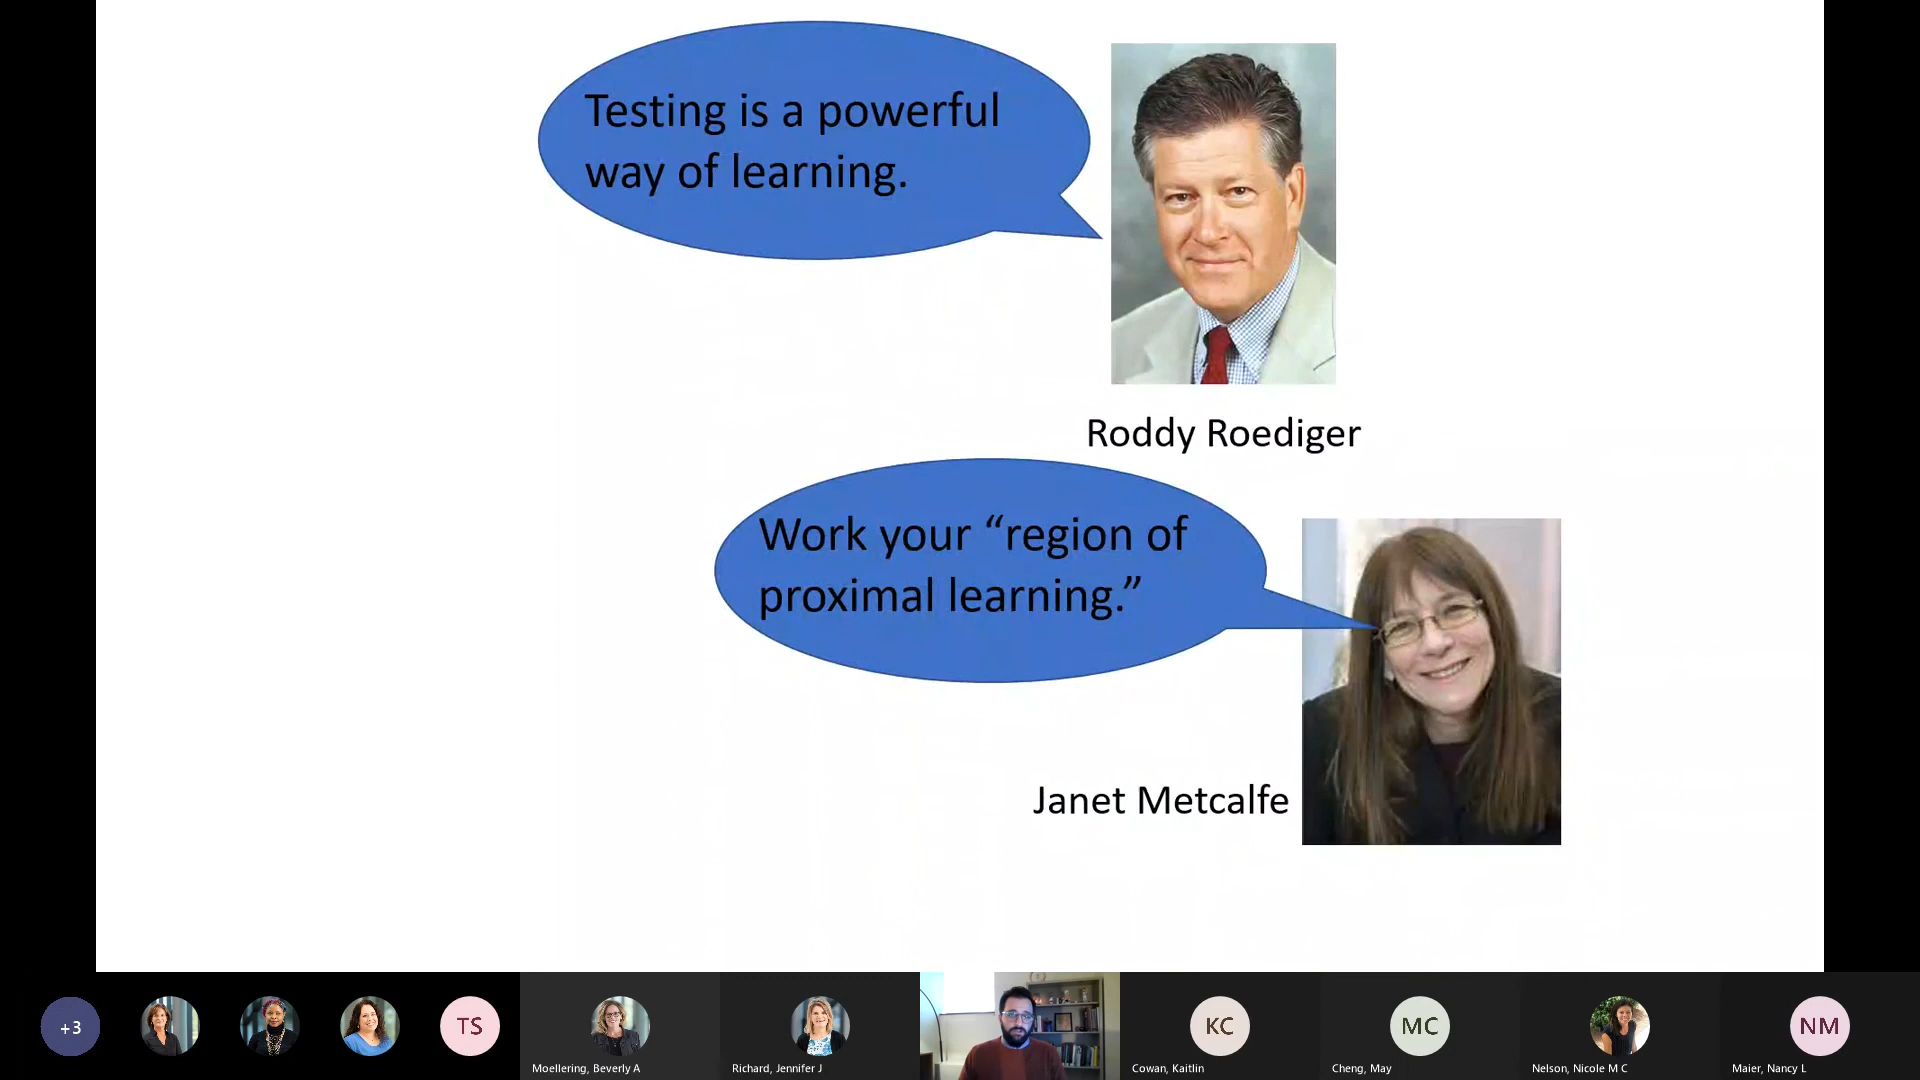 Testing is a powerful
way of learning.
Roddy Roediger
Work your “region of
proximal learning.”
Janet Metcalfe
+3
TS
Moellering, Beverly A
Richard, Jennifer J
KC
Cowan, Kaitlin
MC
Cheng, May
Nelson, Nicole M C
NM
Maier, Nancy L